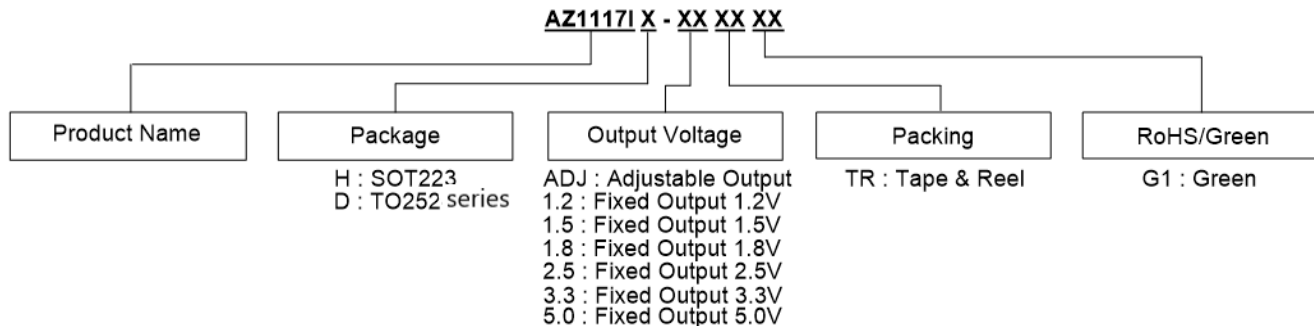 AZ1117I X - XX XX XX
Product Name
Package
Output Voltage
Packing
RoHS/Green
H : SOT223
D : TO252 series
ADJ : Adjustable Output
1.2 : Fixed Output 1.2V
1.5 : Fixed Output 1.5V
1.8 : Fixed Output 1.8V
2.5 : Fixed Output 2.5V
3.3 : Fixed Output 3.3V
5.0 : Fixed Output 5.0V
TR : Tape & Reel
G1 : Green